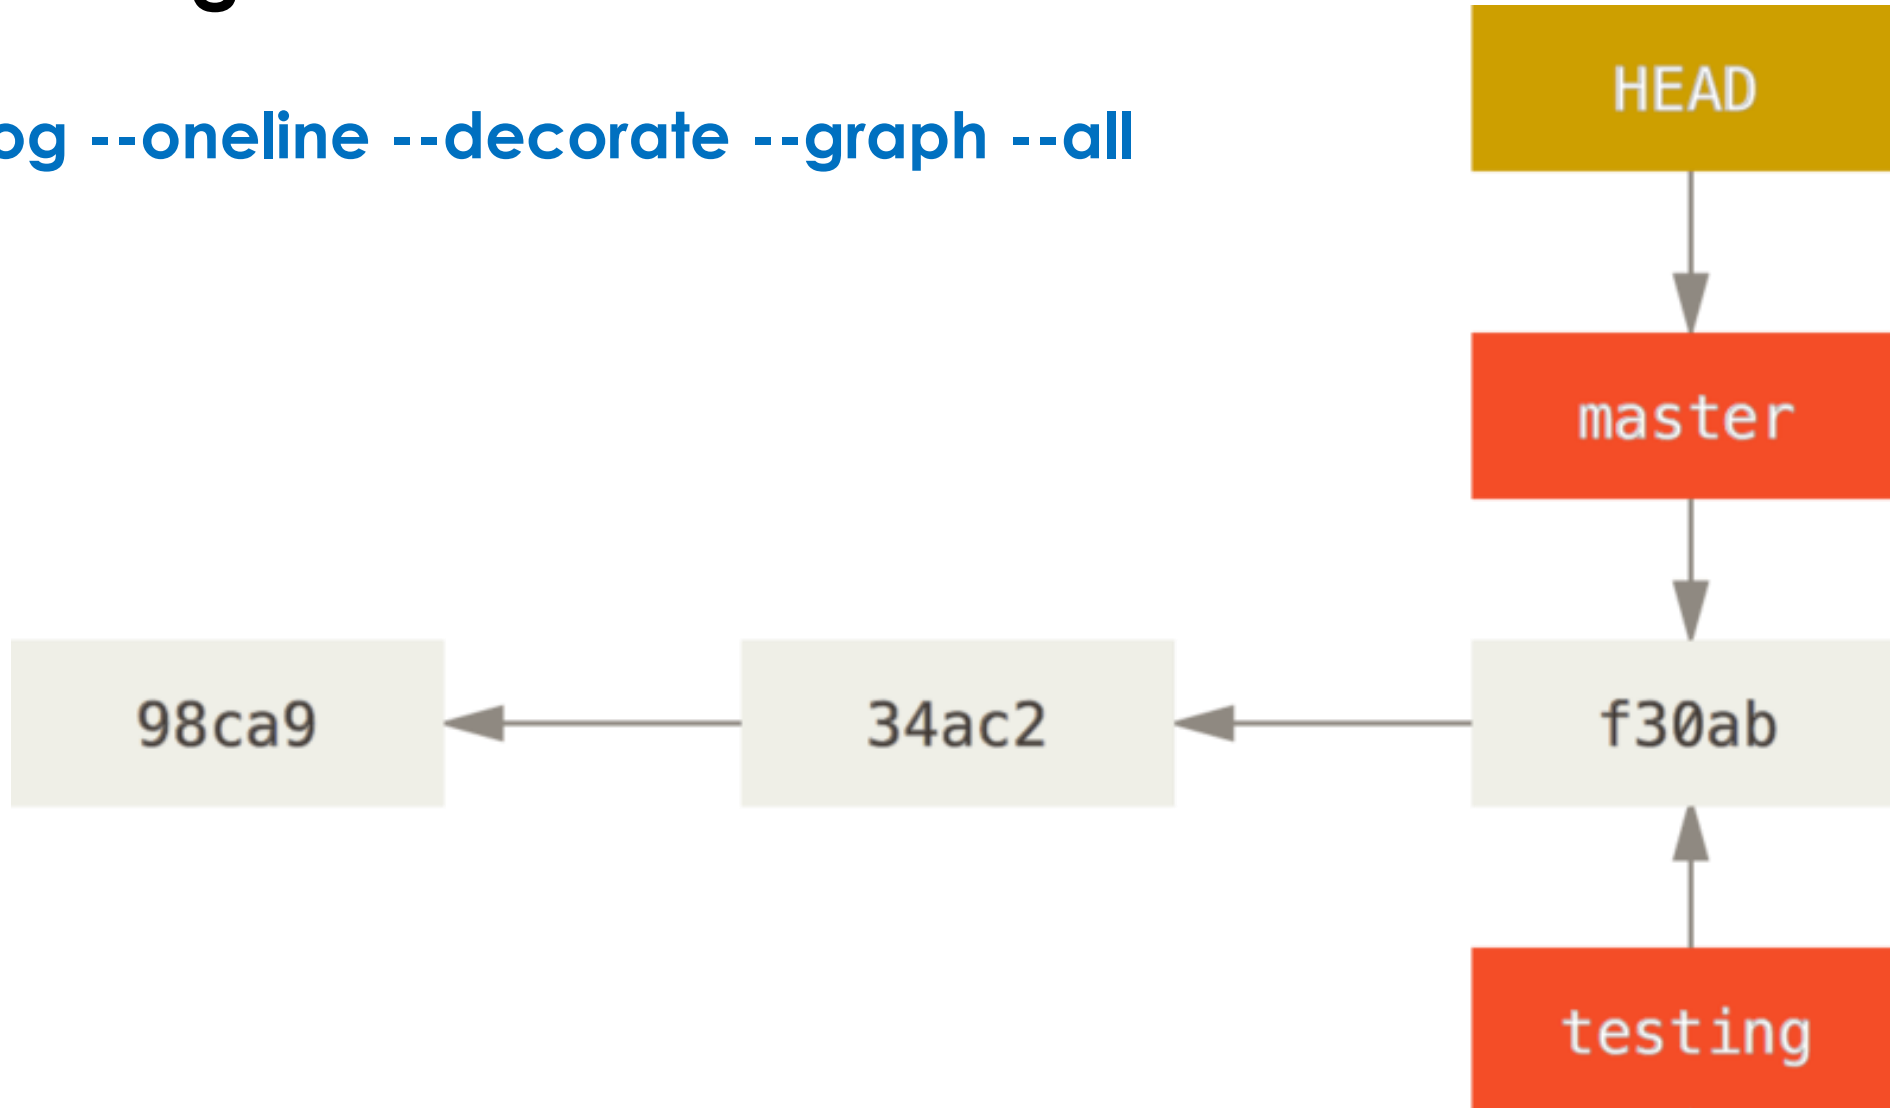 og --oneline --decorate --graph --all
HEAD
master
98ca9 34ac2 f30ab
testing